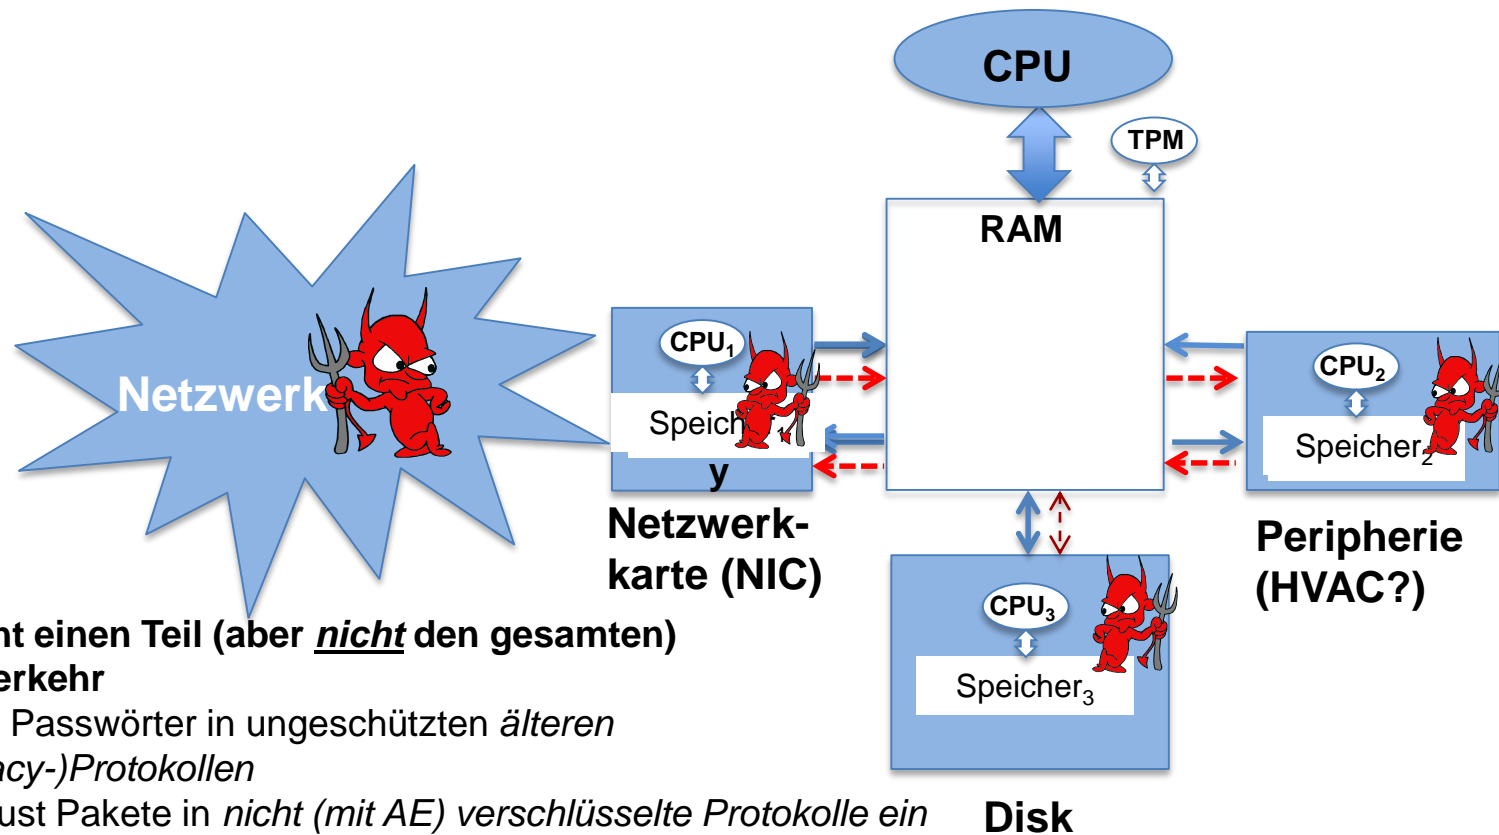 CPU
TPM
RAM
Netzwerk
CPU₁
Speicher₁
y
Netzwerk-
karte (NIC)
CPU₂
Speicher₂
Peripherie
(HVAC?)
CPU₃
Speicher₃
Disk
nt einen Teil (aber nicht den gesamten)
erkehr
Passwörter in ungeschützten älteren
acy-)Protokollen
ust Pakete in nicht (mit AE) verschlüsselte Protokolle ein